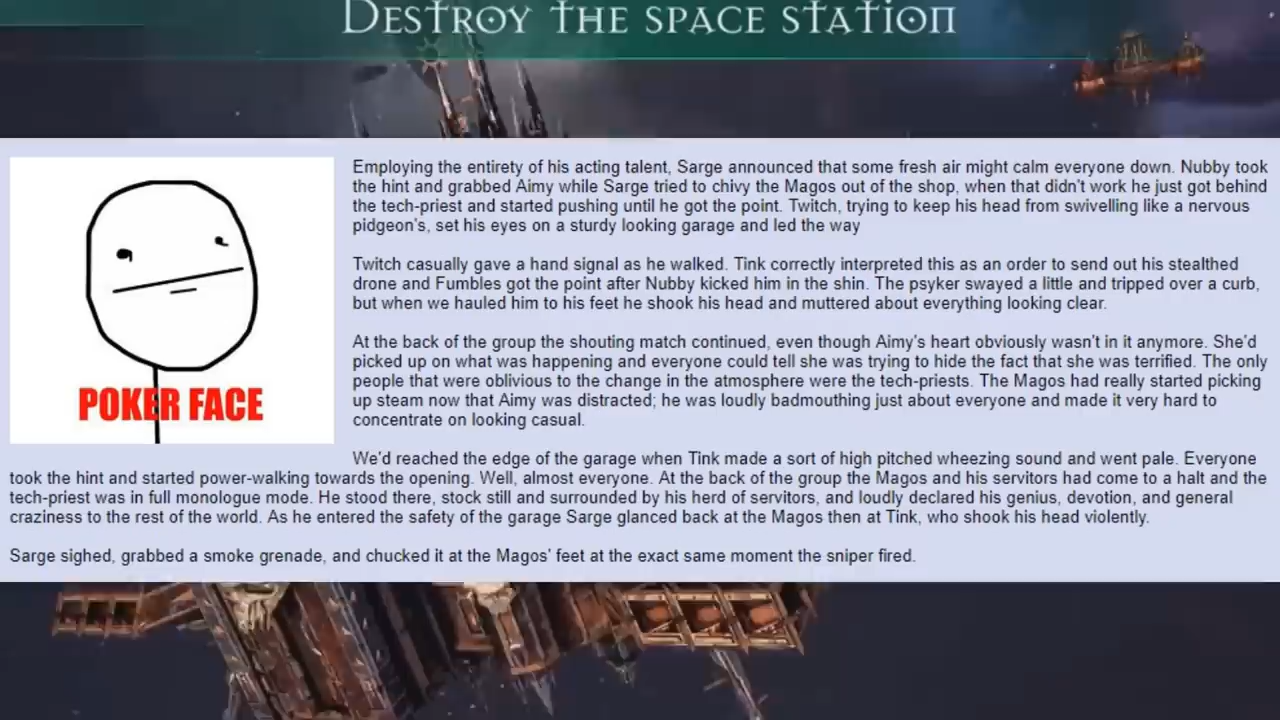 Destroy the space station
Employing the entirety of his acting talent, Sarge announced that some fresh air might calm everyone down. Nubby took
the hint and grabbed Aimy while Sarge tried to chivy the Magos out of the shop, when that didn't work he just got behind
the tech-priest and started pushing until he got the point. Twitch, trying to keep his head from swivelling like a nervous
pidgeon's, set his eyes on a sturdy looking garage and led the way
Twitch casually gave a hand signal as he walked. Tink correctly interpreted this as an order to send out his stealthed
drone and Fumbles got the point after Nubby kicked him in the shin. The psyker swayed a little and tripped over a curb,
but when we hauled him to his feet he shook his head and muttered about everything looking clear.
At the back of the group the shouting match continued, even though Aimy's heart obviously wasn't in it anymore. She'd
picked up on what was happening and everyone could tell she was trying to hide the fact that she was terrified. The only
people that were oblivious to the change in the atmosphere were the tech-priests. The Magos had really started picking
up steam now that Aimy was distracted; he was loudly badmouthing just about everyone and made it very hard to
concentrate on looking casual.
POKER FACE
We'd reached the edge of the garage when Tink made a sort of high pitched wheezing sound and went pale. Everyone
took the hint and started power-walking towards the opening. Well, almost everyone. At the back of the group the Magos and his servitors had come to a halt and the
tech-priest was in full monologue mode. He stood there, stock still and surrounded by his herd of servitors, and loudly declared his genius, devotion, and general
craziness to the rest of the world. As he entered the safety of the garage Sarge glanced back at the Magos then at Tink, who shook his head violently.
Sarge sighed, grabbed a smoke grenade, and chucked it at the Magos' feet at the exact same moment the sniper fired.